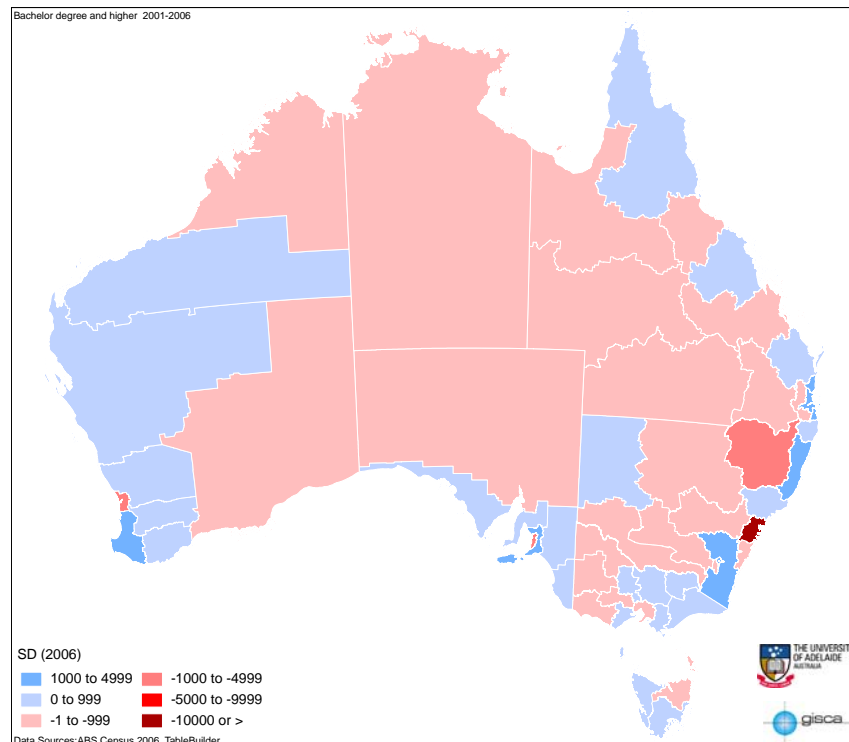 Bachelor degree and higher 2001-2006
SD (2006)
1000 to 4999
0 to 999
-1 to -999
-1000 to -4999
-5000 to -9999
-10000 or >
Data Sources:ABS Census 2006, TableBuilder
THE UNIVERSITY
OF ADELAIDE
AUSTRALIA
gisca